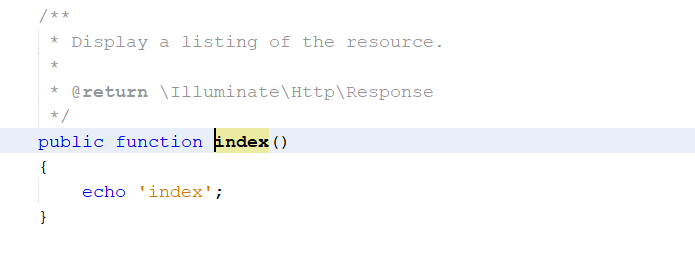 /**
* Display a listing of the resource.
*
* @return \Illuminate\Http\Response
*/
public function index()
{
echo 'index';
}